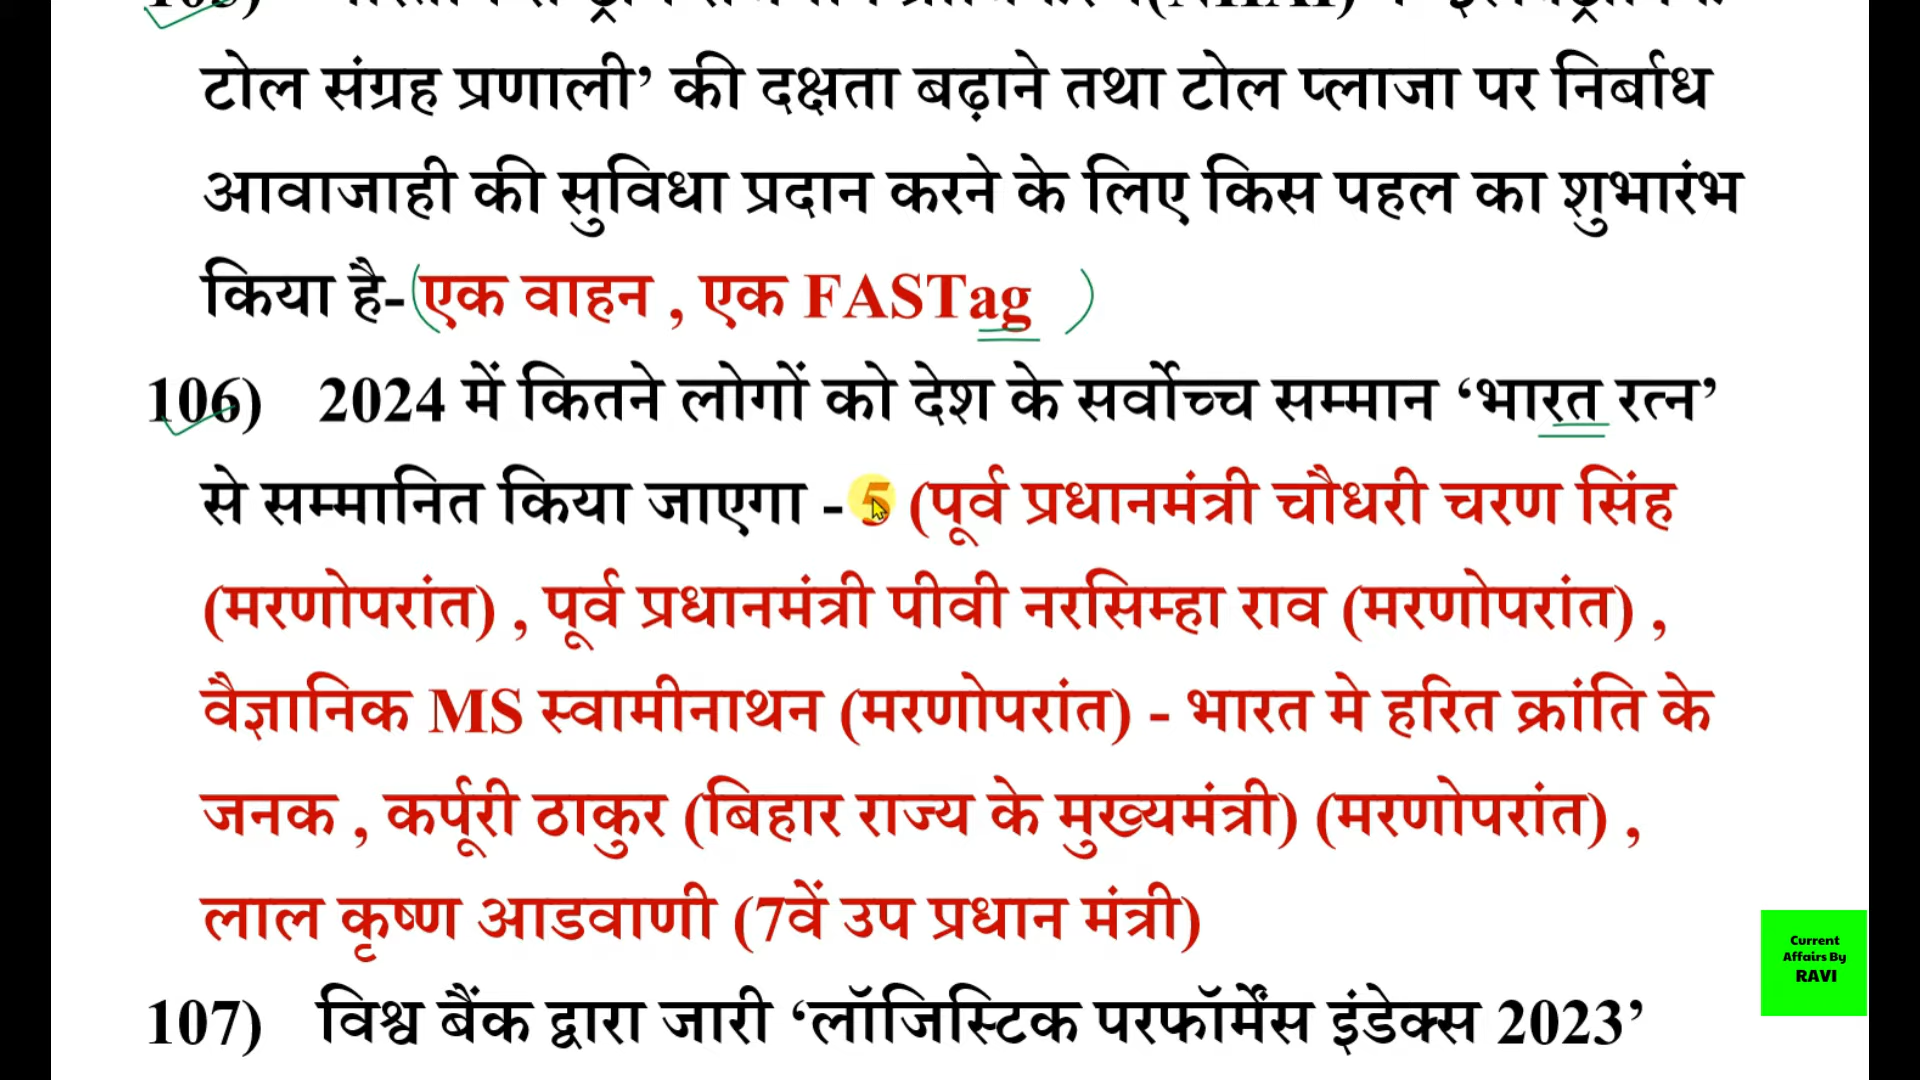 टोल संग्रह प्रणाली’ की दक्षता बढ़ाने तथा टोल प्लाजा पर निर्बाध
आवाजाही की सुविधा प्रदान करने के लिए किस पहल का शुभारंभ
किया है- एक वाहन , एक FASTag
106) 2024 में कितने लोगों को देश के सर्वोच्च सम्मान ‘भारत रत्न’
से सम्मानित किया जाएगा - 5 (पूर्व प्रधानमंत्री चौधरी चरण सिंह
(मरणोपरांत) , पूर्व प्रधानमंत्री पीवी नरसिम्हा राव (मरणोपरांत) ,
वैज्ञानिक MS स्वामीनाथन (मरणोपरांत) - भारत मे हरित क्रांति के
जनक , कर्पूरी ठाकुर (बिहार राज्य के मुख्यमंत्री) (मरणोपरांत) ,
लाल कृष्ण आडवाणी (7वें उप प्रधान मंत्री)
107) विश्व बैंक द्वारा जारी ‘लॉजिस्टिक परफॉर्मेंस इंडेक्स 2023’
Current
Affairs By
RAVI